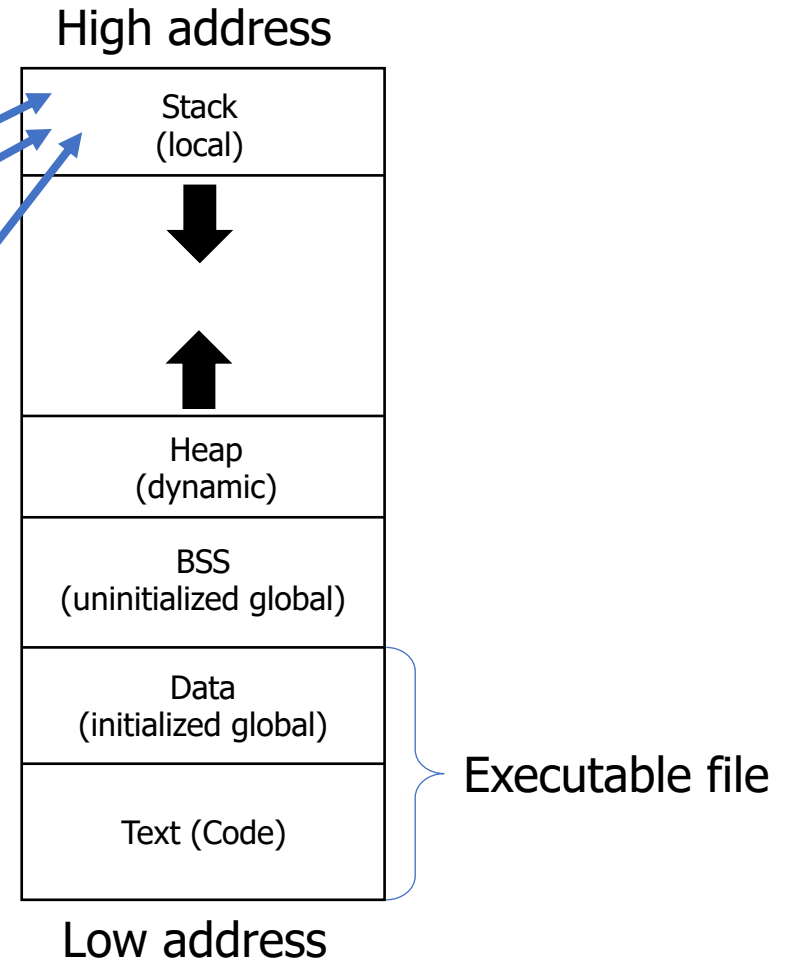 High address
Stack
(local)
Heap
(dynamic)
BSS
(uninitialized global)
Data
(initialized global)
Executable file
Text (Code)
Low address